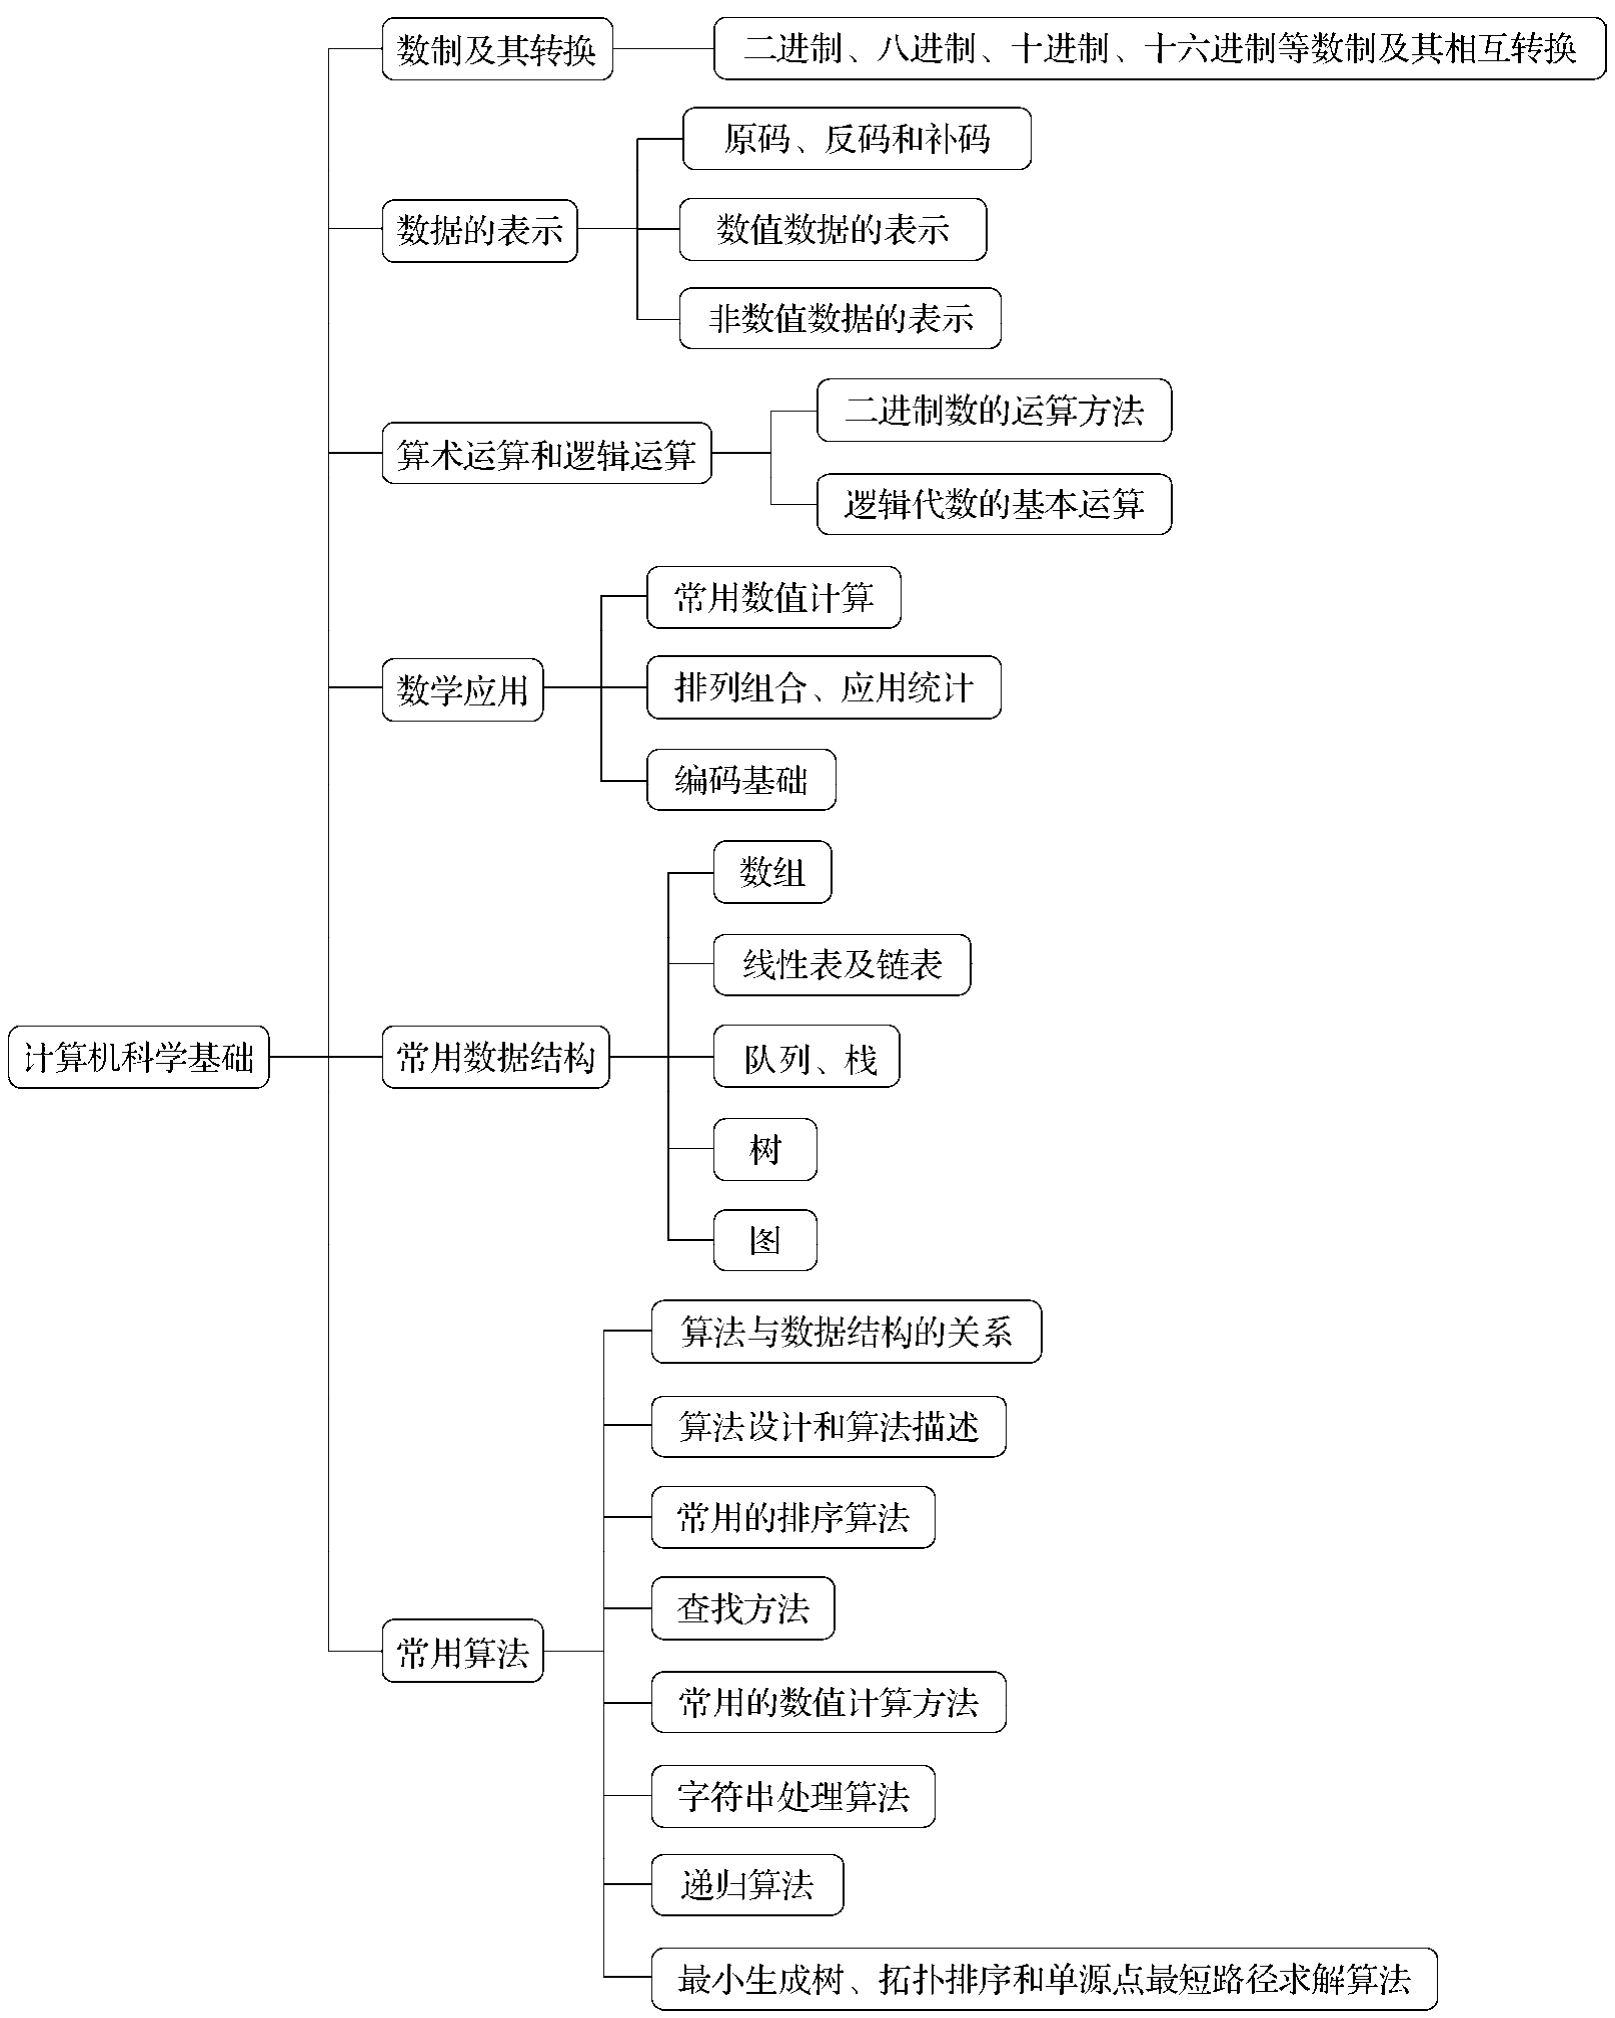 计算机科学基础
数制及其转换
二进制、八进制、十进制、十六进制等数制及其相互转换
数据的表示
原码、反码和补码
数值数据的表示
非数值数据的表示
算术运算和逻辑运算
二进制数的运算方法
逻辑代数的基本运算
数学应用
常用数值计算
排列组合、应用统计
编码基础
常用数据结构
数组
线性表及链表
队列、栈
树
图
常用算法
算法与数据结构的关系
算法设计和算法描述
常用的排序算法
查找方法
常用的数值计算方法
字符串处理算法
递归算法
最小生成树、拓扑排序和单源点最短路径求解算法